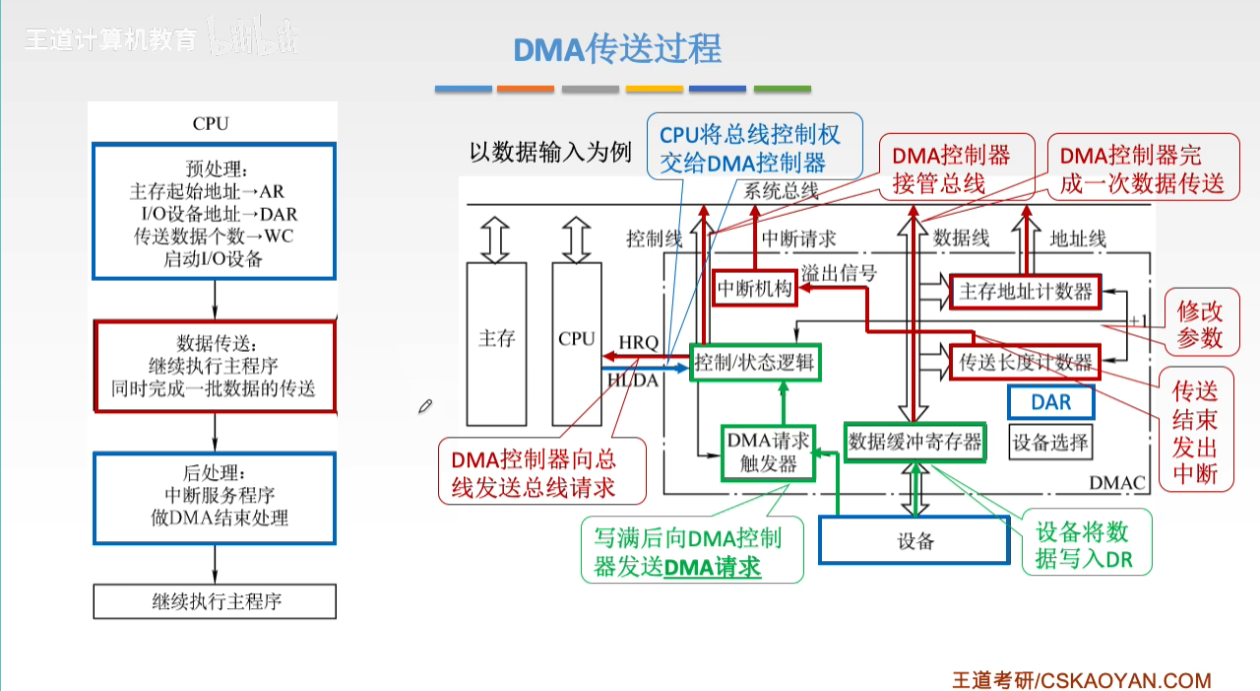 王道计算机教育
DMA传送过程
CPU
预处理：
主存起始地址→AR
I/O设备地址→DAR
传送数据个数→WC
启动I/O设备
数据传送：
继续执行主程序
同时完成一批数据的传送
后处理：
中断服务程序
做DMA结束处理
继续执行主程序
以数据输入为例
CPU将总线控制权
交给DMA控制器
DMA控制器
接管总线
DMA控制器完
成一次数据传送
系统总线
控制线
中断请求
数据线
地址线
中断机构
溢出信号
主存地址计数器
+1
修改
参数
主存
CPU
HRQ
HLDA
控制/状态逻辑
传送长度计数器
DAR
传送
结束
发出
中断
DMA请求
触发器
数据缓冲寄存器
设备选择
DMAC
DMA控制器向总
线发送总线请求
写满后向DMA控制
器发送DMA请求
设备
设备将数
据写入DR
王道考研/CSKAOYAN.COM